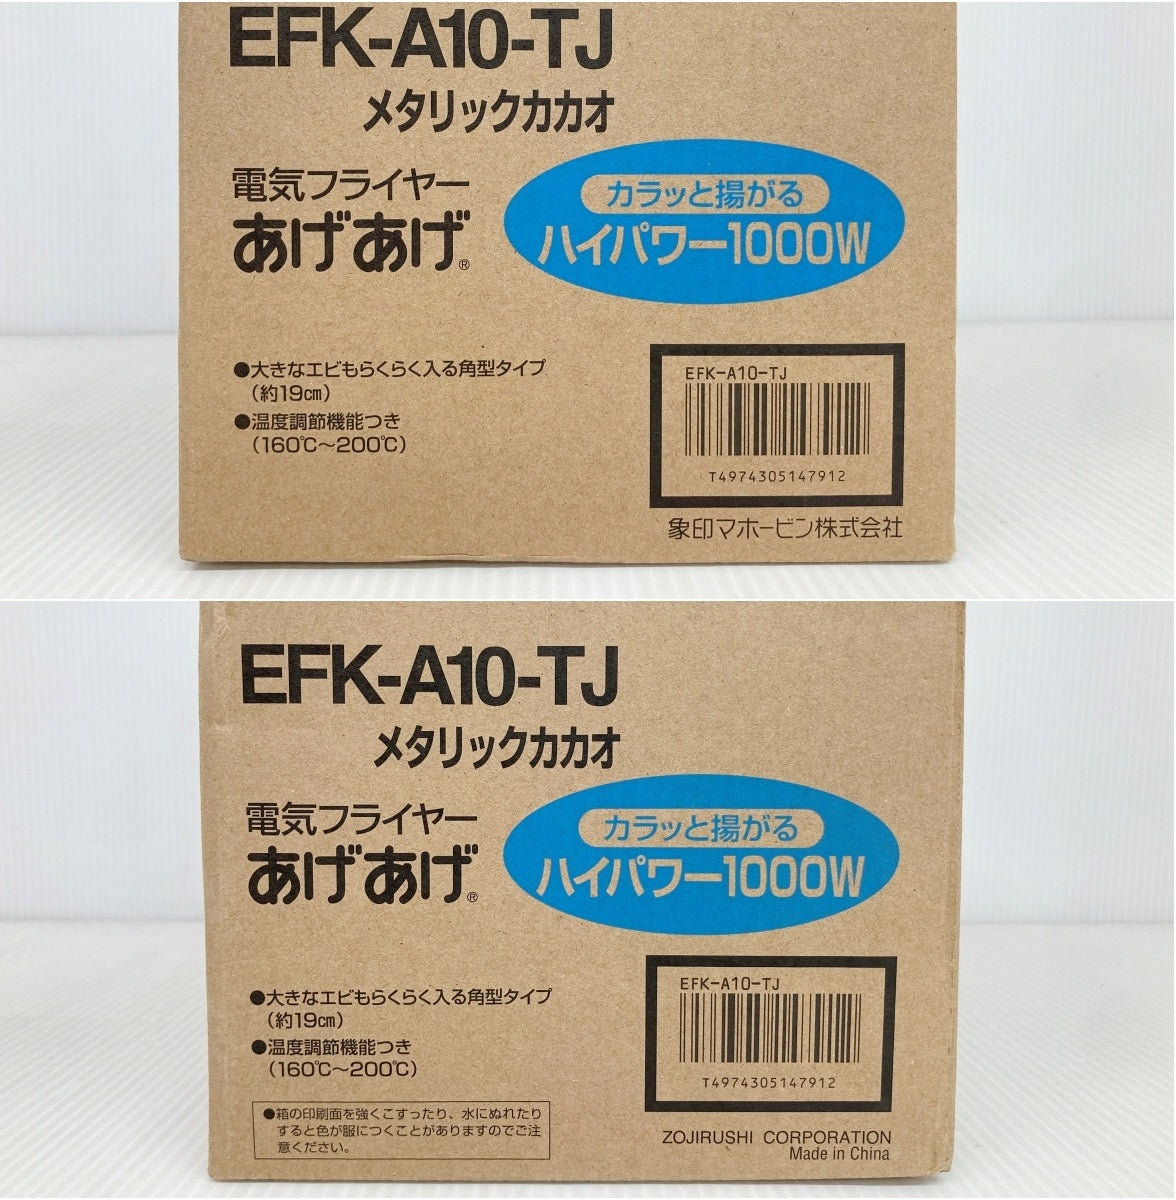 EFK-A10-TJ
メタリックカカオ
電気フライヤー
あげあげ®
カラッと揚がる
ハイパワー1000W
●大きなエビもらくらく入る角型タイプ
(約19㎝)
●温度調節機能つき
(160℃〜200℃)
EFK-A10-TJ
T4974305147912
象印マホービン株式会社
EFK-A10-TJ
メタリックカカオ
電気フライヤー
あげあげ®
カラッと揚がる
ハイパワー1000W
●大きなエビもらくらく入る角型タイプ
(約19㎝)
●温度調節機能つき
(160℃〜200℃)
●箱の印刷面を強くこすったり、水にぬれたり
すると色が服につくことがありますのでご注
意ください。
EFK-A10-TJ
T4974305147912
ZOJIRUSHI CORPORATION
Made in China